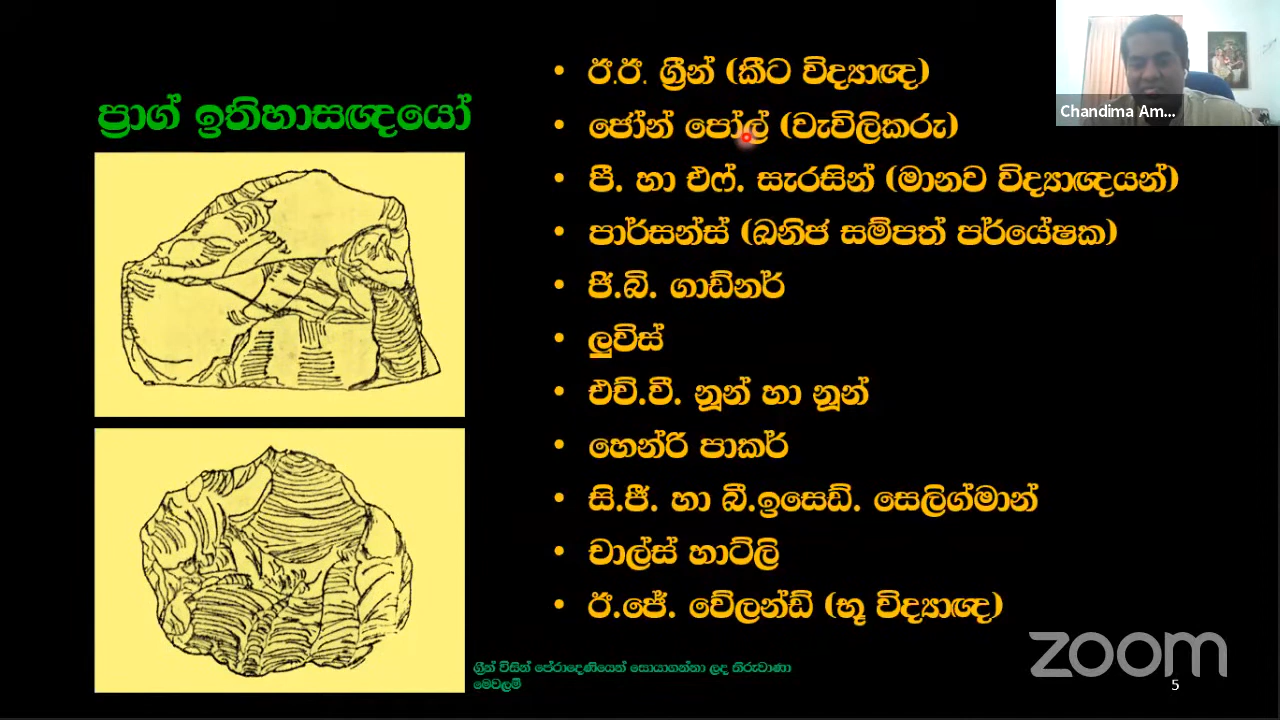 ප්‍රාග් ඉතිහාසඥයෝ
• ඊ.ඊ. ග්‍රීන් (කීට විද්‍යාඥ)
• ජෝන් පෝල් (වැවිලිකරු)
• පී. හා එෆ්. සැරසින් (මානව විද්‍යාඥයන්)
• පාර්සන්ස් (ඛනිජ සම්පත් පර්යේෂක)
• ජී.බි. ගාඩ්නර්
• ලුවිස්
• එච්.වී. නූන් හා නූන්
• හෙන්රි පාකර්
• සි.ජී. හා බී.ඉසෙඩ්. සෙලිග්මාන්
• චාල්ස් හාට්ලි
• ඊ.ජේ. වේලන්ඩ් (භූ විද්‍යාඥ)
ග්‍රීන් විසින් පේරාදෙණියෙන් සොයාගන්නා ලද තිරුවාණා
මෙවලම්
Chandima Am...
zoom
5